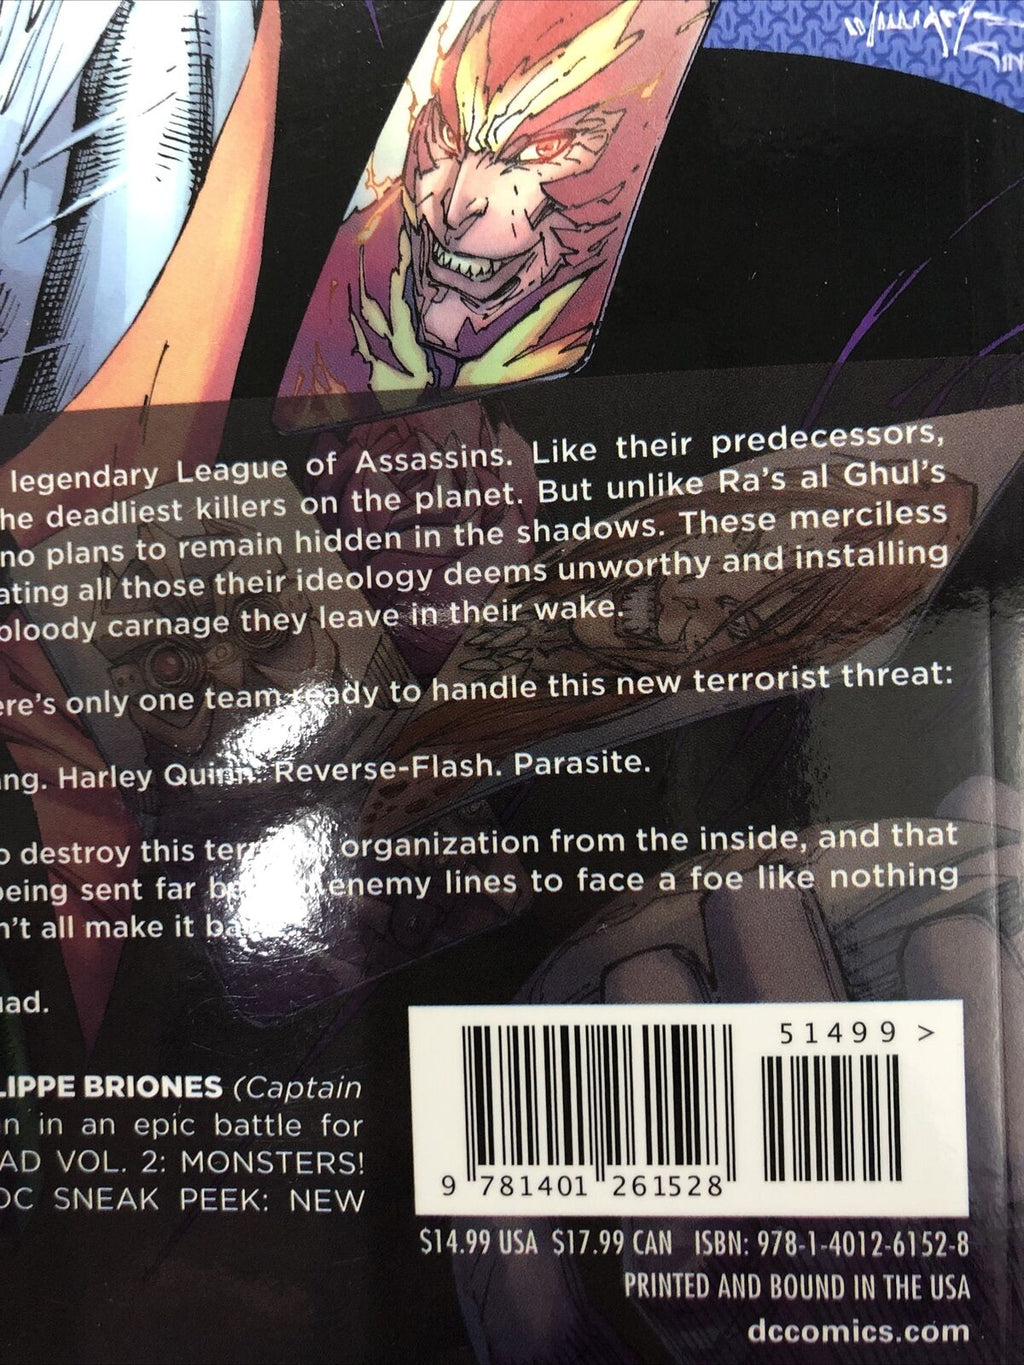 legendary League of Assassins. Like their predecessors,
he deadliest killers on the planet. But unlike Ra's al Ghul's
no plans to remain hidden in the shadows. These merciless
ating all those their ideology deems unworthy and installing
bloody carnage they leave in their wake.
ere's only one team ready to handle this new terrorist threat:
ang. Harley Quinn. Reverse-Flash. Parasite.
o destroy this organization from the inside, and that
being sent far enemy lines to face a foe like nothing
n't all make it
uad.
LIPPE BRIONES (Captain
n in an epic battle for
AD VOL. 2: MONSTERS!
DC SNEAK PEEK: NEW
51499 >
9 781401 261528
$14.99 USA $17.99 CAN ISBN: 978-1-4012-6152-8
PRINTED AND BOUND IN THE USA
dccomics.com